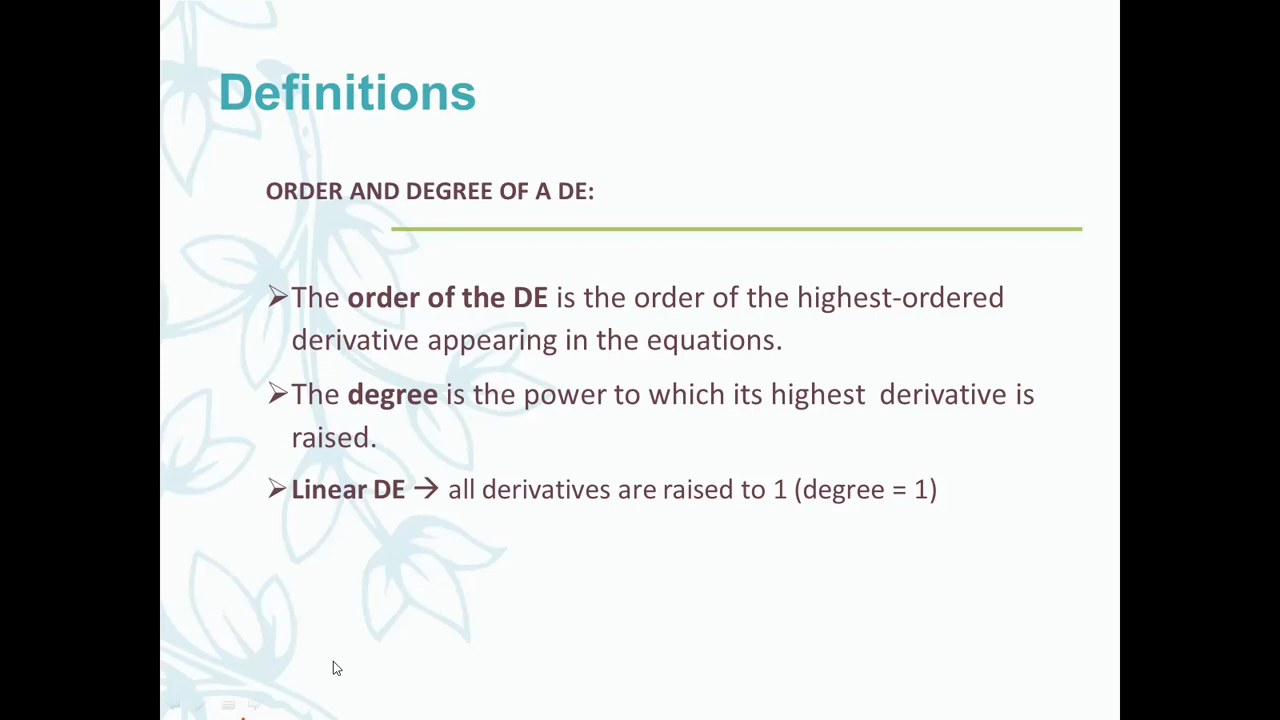 Definitions
ORDER AND DEGREE OF A DE:
➢The order of the DE is the order of the highest-ordered
derivative appearing in the equations.
➢The degree is the power to which its highest  derivative is
raised.
➢Linear DE → all derivatives are raised to 1 (degree = 1)